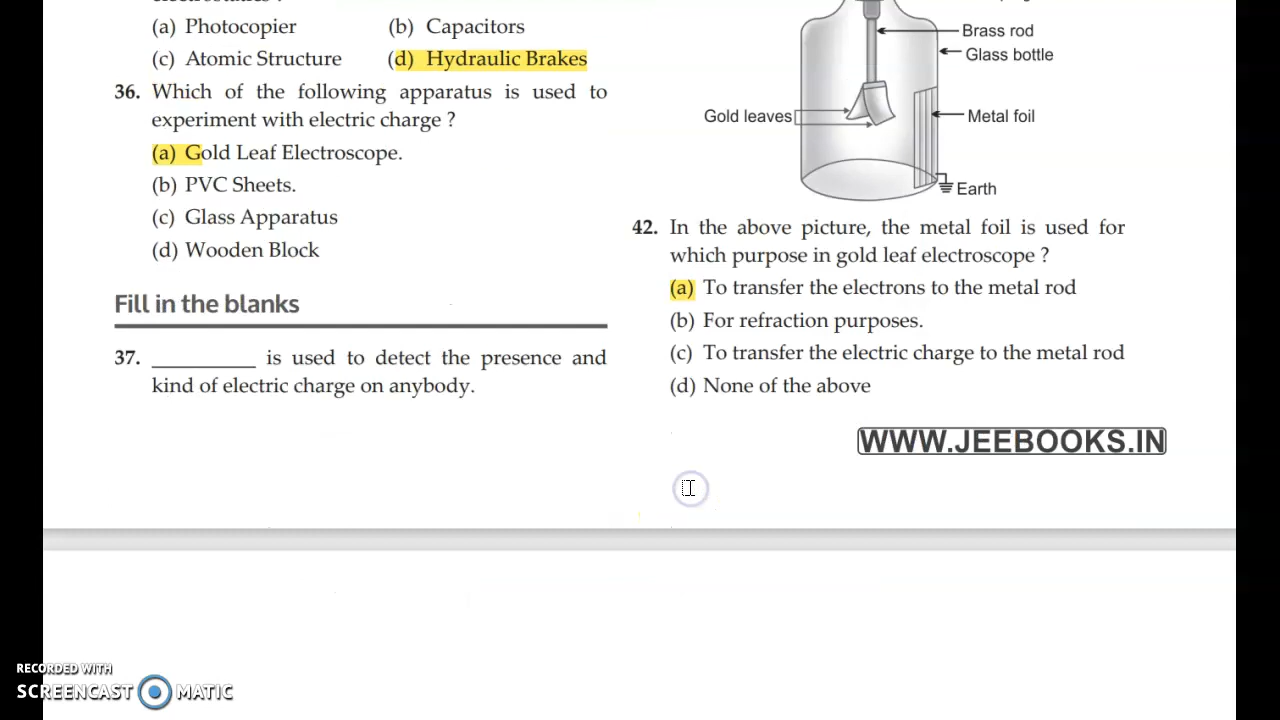 (a) Photocopier (b) Capacitors
(c) Atomic Structure (d) Hydraulic Brakes
36. Which of the following apparatus is used to
experiment with electric charge ?
(a) Gold Leaf Electroscope.
(b) PVC Sheets.
(c) Glass Apparatus
(d) Wooden Block
Fill in the blanks
37. __________ is used to detect the presence and
kind of electric charge on anybody.
Brass rod
Glass bottle
Gold leaves
Metal foil
Earth
42. In the above picture, the metal foil is used for
which purpose in gold leaf electroscope ?
(a) To transfer the electrons to the metal rod
(b) For refraction purposes.
(c) To transfer the electric charge to the metal rod
(d) None of the above
WWW.JEEBOOKS.IN
RECORDED WITH
SCREENCAST MATIC